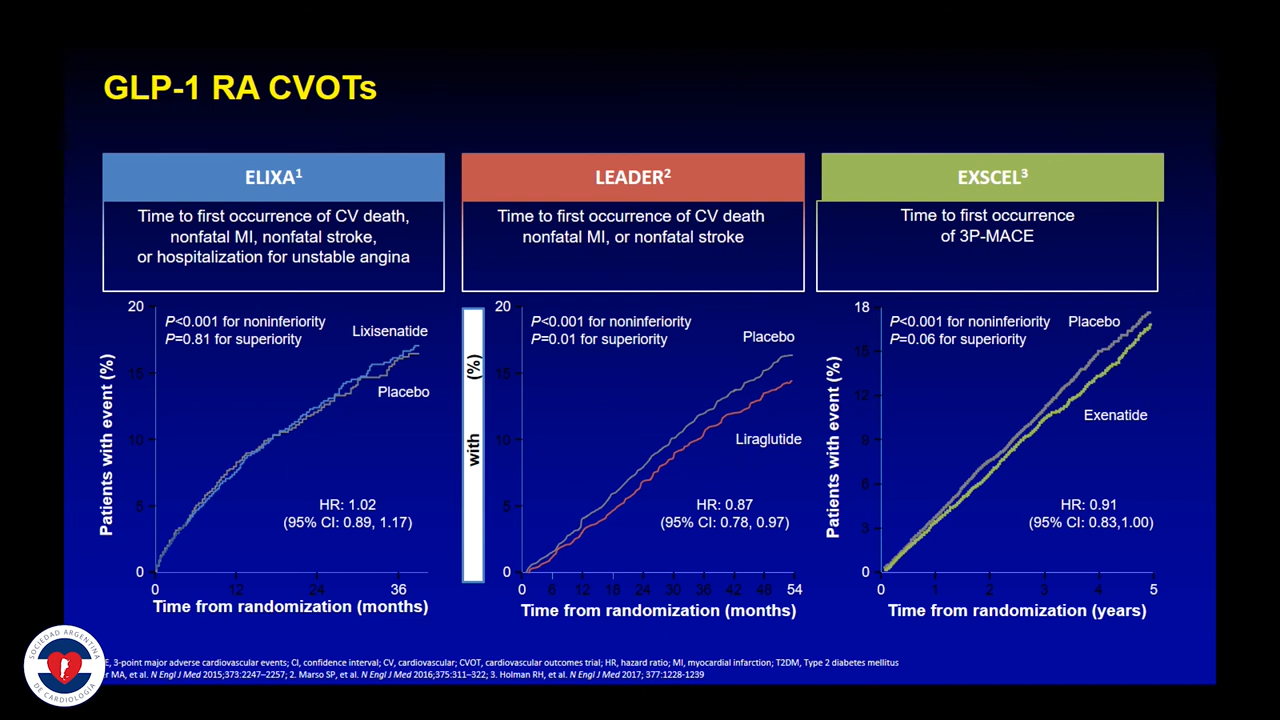 GLP-1 RA CVOTs
ELIXA1
Time to first occurrence of CV death,
nonfatal MI, nonfatal stroke,
or hospitalization for unstable angina
LEADER2
Time to first occurrence of CV death
nonfatal MI, or nonfatal stroke
EXSCEL3
Time to first occurrence
of 3P-MACE
Patients with event (%)
20
15
10
5
0
P<0.001 for noninferiority
P=0.81 for superiority
Lixisenatide
Placebo
HR: 1.02
(95% CI: 0.89, 1.17)
0 12 24 36
Time from randomization (months)
with (%)
20
15
10
5
0
P<0.001 for noninferiority
P=0.01 for superiority
Placebo
Liraglutide
HR: 0.87
(95% CI: 0.78, 0.97)
0 6 12 18 24 30 36 42 48 54
Time from randomization (months)
Patients with event (%)
18
15
12
9
6
3
0
P<0.001 for noninferiority
P=0.06 for superiority
Placebo
Exenatide
HR: 0.91
(95% CI: 0.83,1.00)
0 1 2 3 4 5
Time from randomization (years)
E, 3-point major adverse cardiovascular events; CI, confidence interval; CV, cardiovascular; CVOT, cardiovascular outcomes trial; HR, hazard ratio; MI, myocardial infarction; T2DM, Type 2 diabetes mellitus
r MA, et al. N Engl J Med 2015;373:2247–2257; 2. Marso SP, et al. N Engl J Med 2016;375:311–322; 3. Holman RH, et al. N Engl J Med 2017; 377:1228-1239
SOCIEDAD ARGENTINA
DE CARDIOLOGÍA